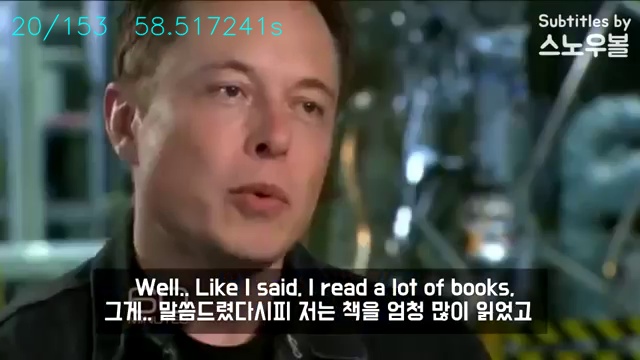 20/153 58.517241s
Subtitles by
스노우볼
Well.. Like I said, I read a lot of books,
그게.. 말씀드렸다시피 저는 책을 엄청 많이 읽었고
MINUTES